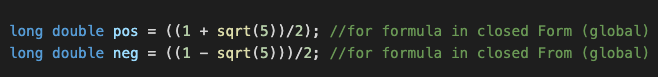 long double pos = ((1 + sqrt(5))/2); //for formula in closed Form (global)
long double neg = ((1 - sqrt(5)))/2; //for formula in closed From (global)